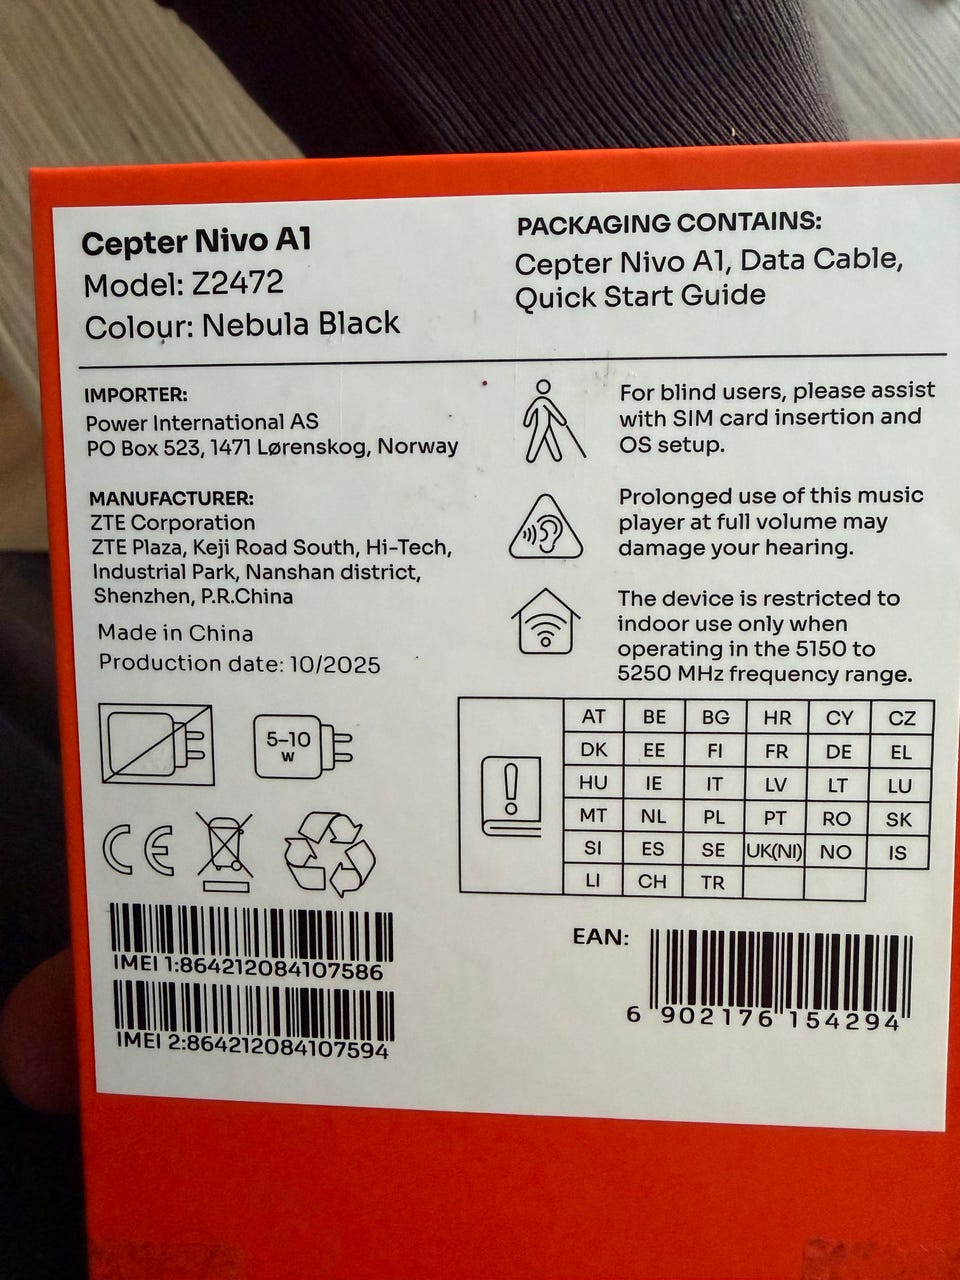 Cepter Nivo A1
Model: Z2472
Colour: Nebula Black
PACKAGING CONTAINS:
Cepter Nivo A1, Data Cable,
Quick Start Guide
IMPORTER:
Power International AS
PO Box 523, 1471 Lørenskog, Norway
MANUFACTURER:
ZTE Corporation
ZTE Plaza, Keji Road South, Hi-Tech,
Industrial Park, Nanshan district,
Shenzhen, P.R.China
Made in China
Production date: 10/2025
For blind users, please assist
with SIM card insertion and
OS setup.
Prolonged use of this music
player at full volume may
damage your hearing.
The device is restricted to
indoor use only when
operating in the 5150 to
5250 MHz frequency range.
5–10
W
CE
AT BE BG HR CY CZ
DK EE FI FR DE EL
HU IE IT LV LT LU
MT NL PL PT RO SK
SI ES SE UK(NI) NO IS
LI CH TR
IMEI 1:864212084107586
IMEI 2:864212084107594
EAN:
6 902176 154294